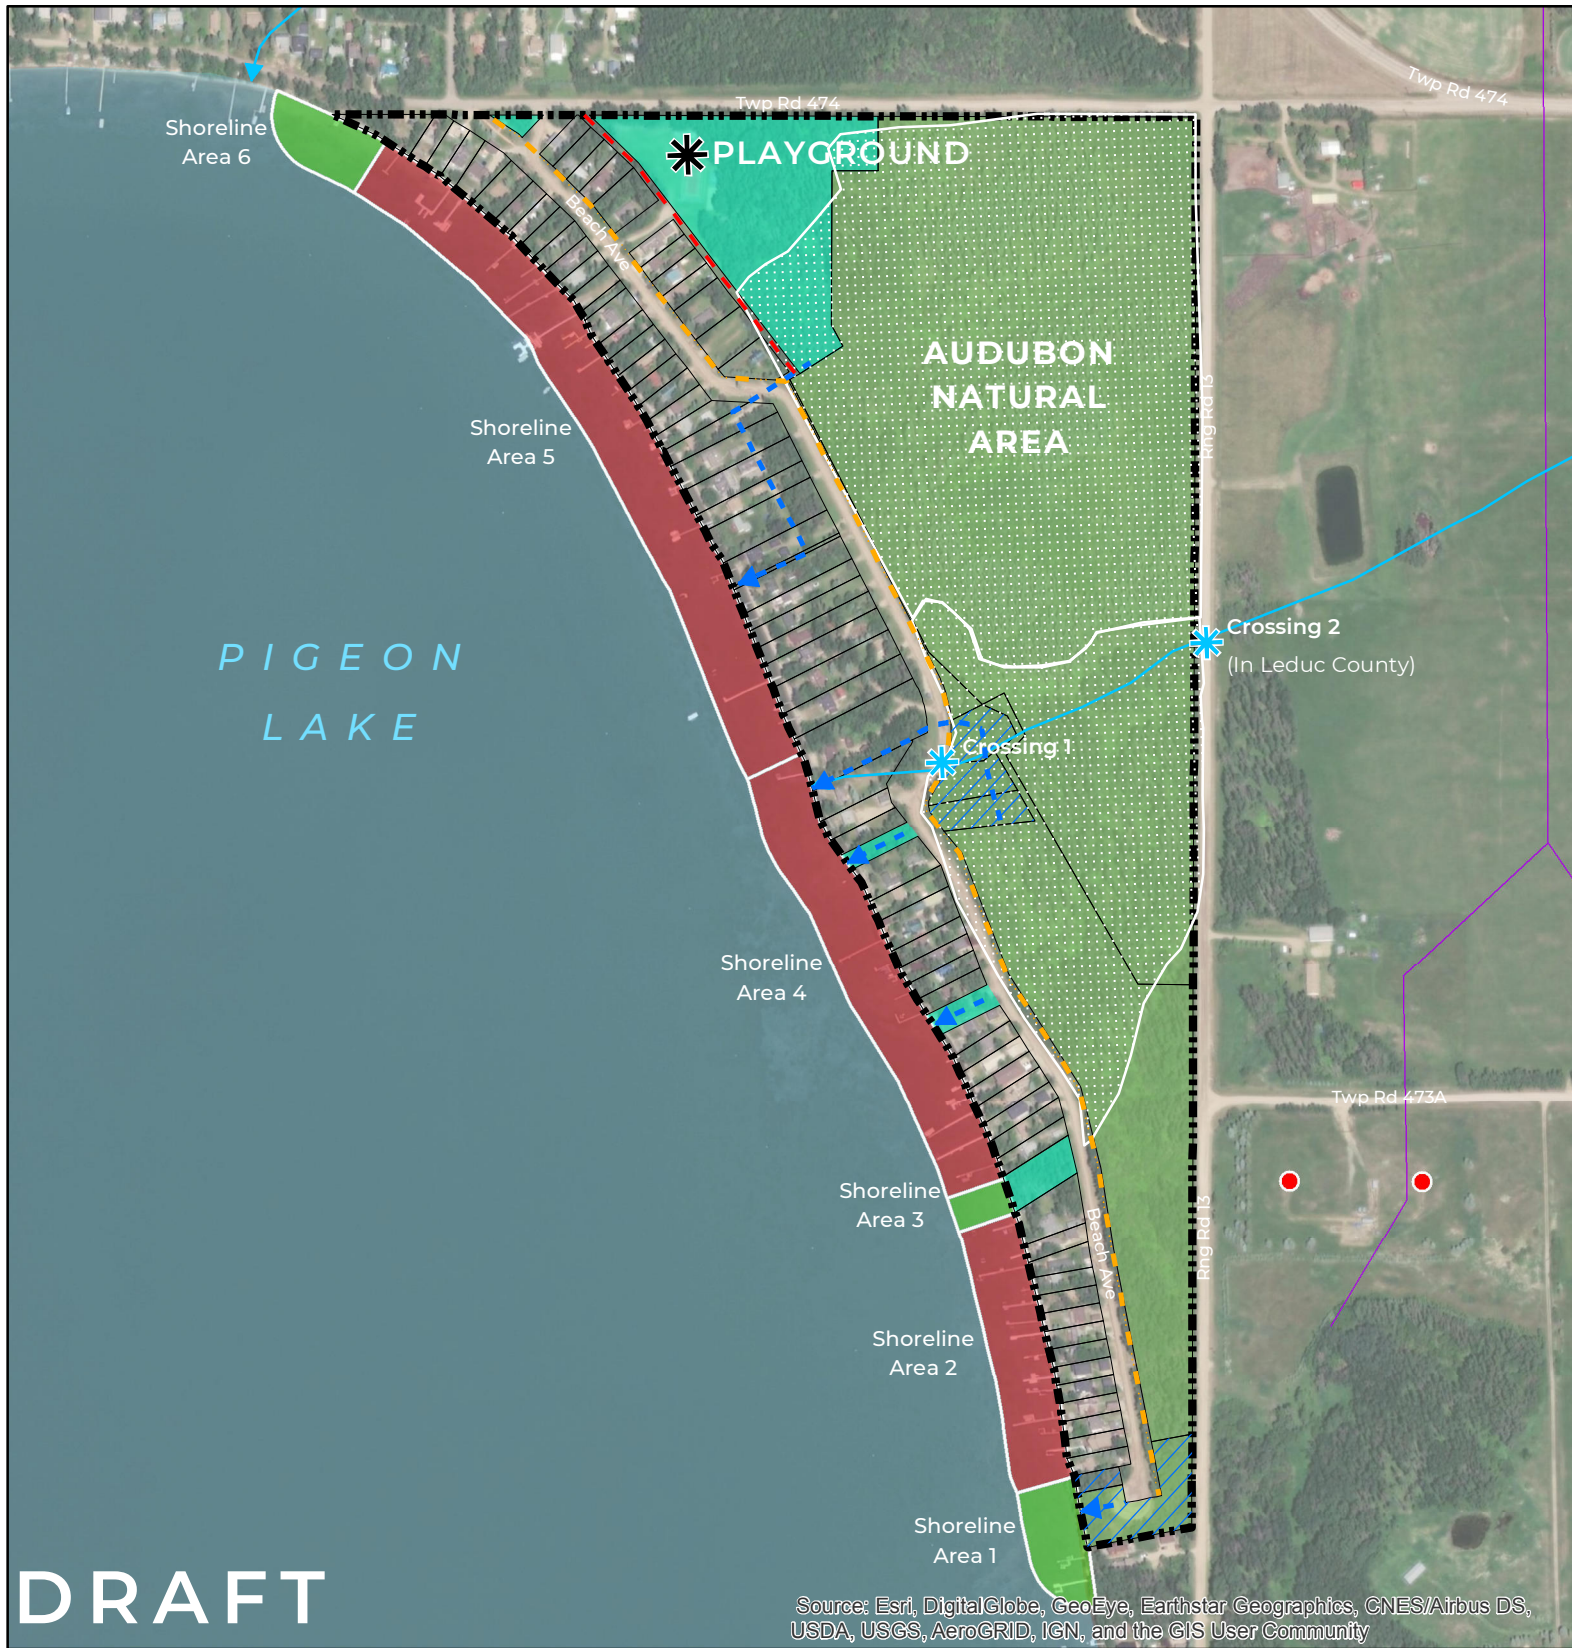 Twp Rd 474
Twp Rd 474
Shoreline
Area 6
PLAYGROUND
Beach Ave
AUDUBON
NATURAL
AREA
Rng Rd 13
Shoreline
Area 5
PIGEON
LAKE
Crossing 2
(In Leduc County)
Crossing 1
Shoreline
Area 4
Twp Rd 473A
Shoreline
Area 3
Beach Ave
Rng Rd 13
Shoreline
Area 2
Shoreline
Area 1
DRAFT
Source: Esri, DigitalGlobe, GeoEye, Earthstar Geographics, CNES/Airbus DS,
USDA, USGS, AeroGRID, IGN, and the GIS User Community